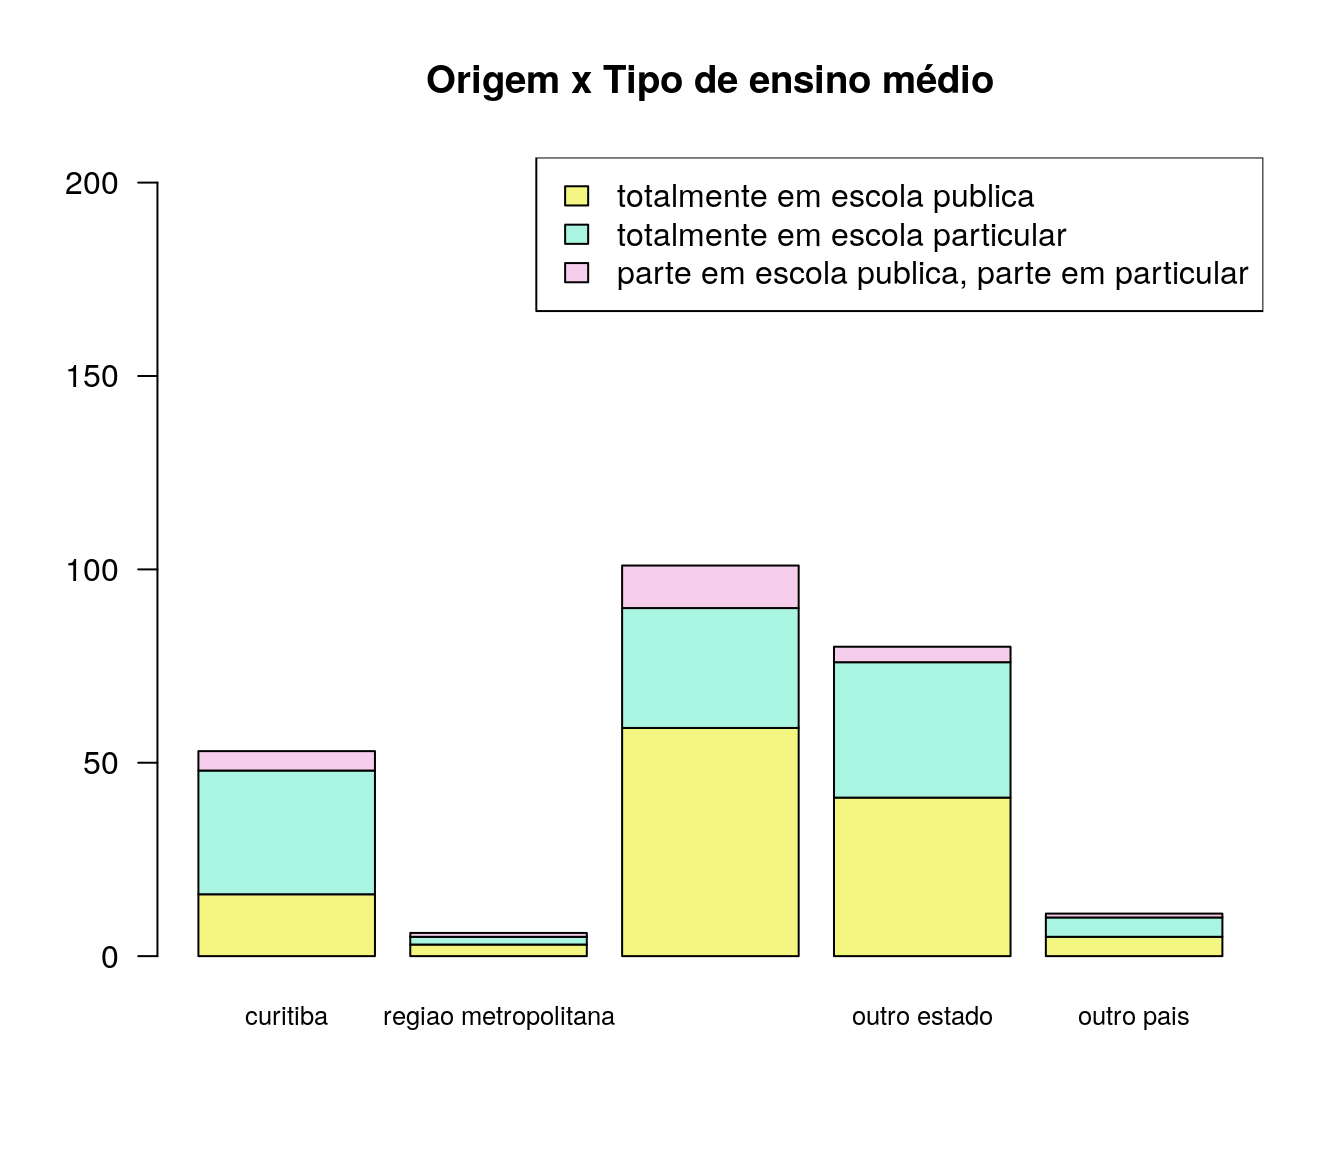 Origem x Tipo de ensino médio
totalmente em escola publica
totalmente em escola particular
parte em escola publica, parte em particular
200
150
100
50
0
curitiba regiao metropolitana outro estado outro pais